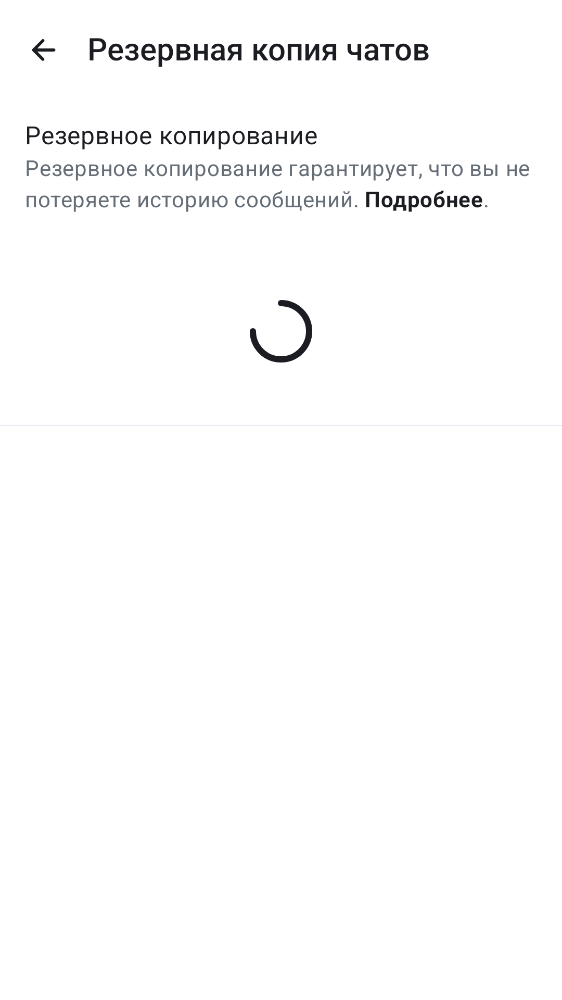 Резервная копия чатов
Резервное копирование
Резервное копирование гарантирует, что вы не
потеряете историю сообщений. Подробнее.